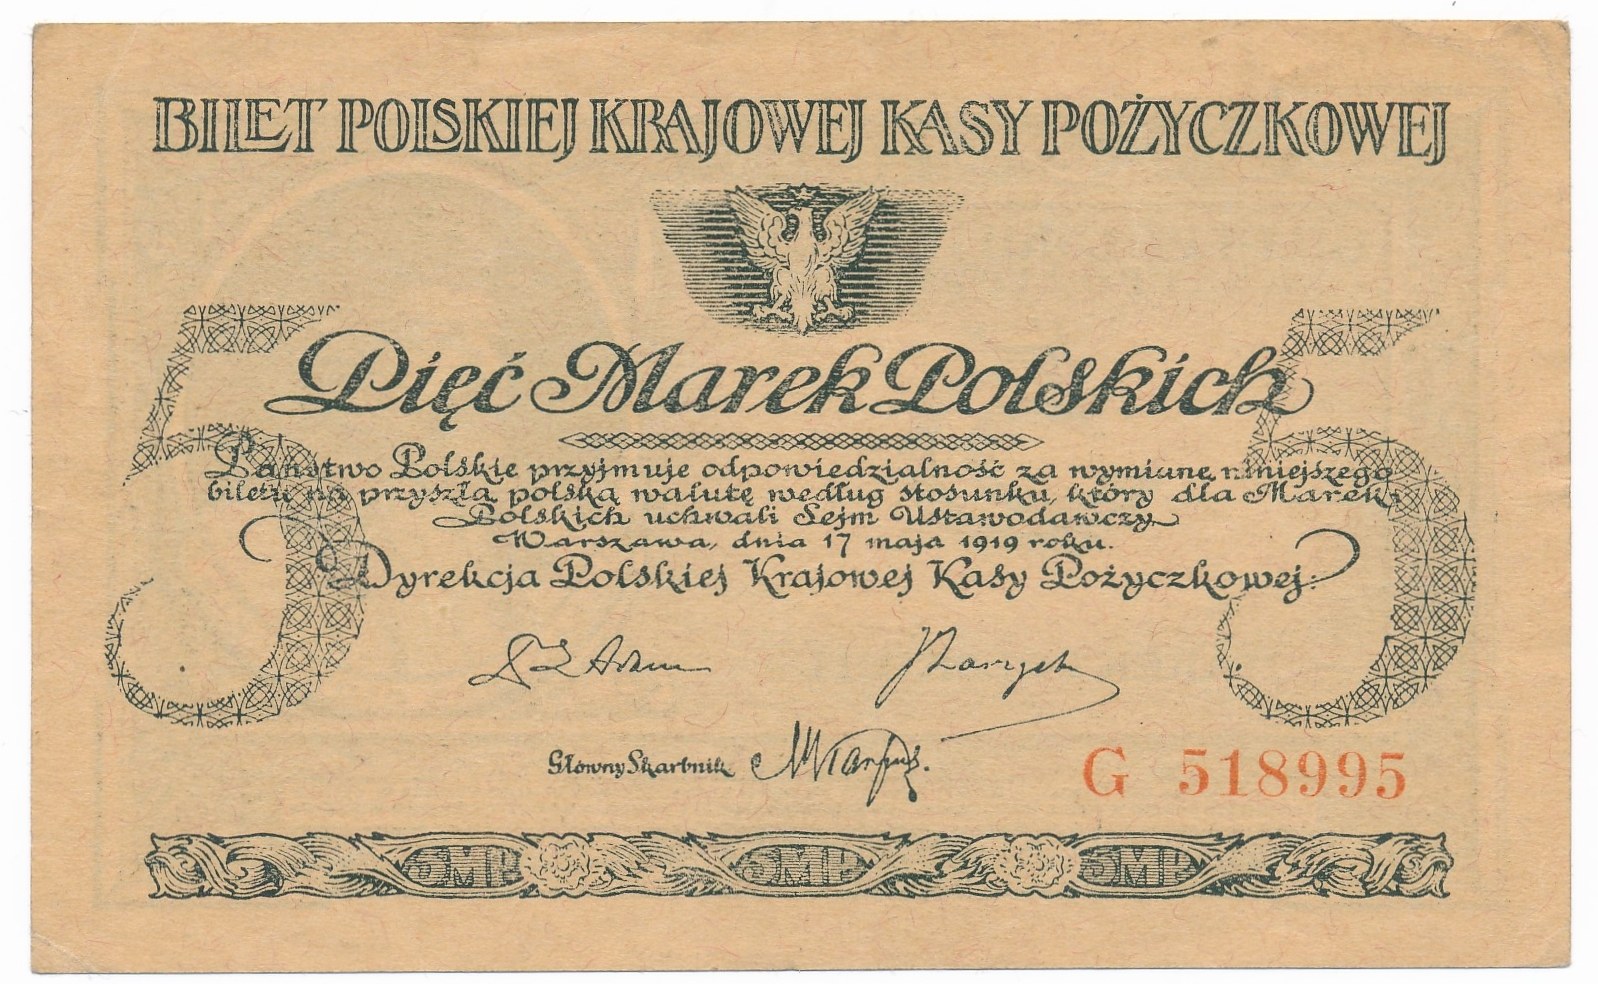 BILET POLSKIEJ KRAJOWEJ KASY POŻYCZKOWEJ
5 5
Pięć Marek Polskich
Państwo Polskie przyjmuje odpowiedzialność za wymianę niniejszego
biletu na przyszłą polską walutę według stosunku, który dla Marek
Polskich uchwali Sejm Ustawodawczy
Warszawa, dnia 17 maja 1919 roku.
Dyrekcja Polskiej Krajowej Kasy Pożyczkowej:
Główny Skarbnik
G 518995
5MP 5MP 5MP